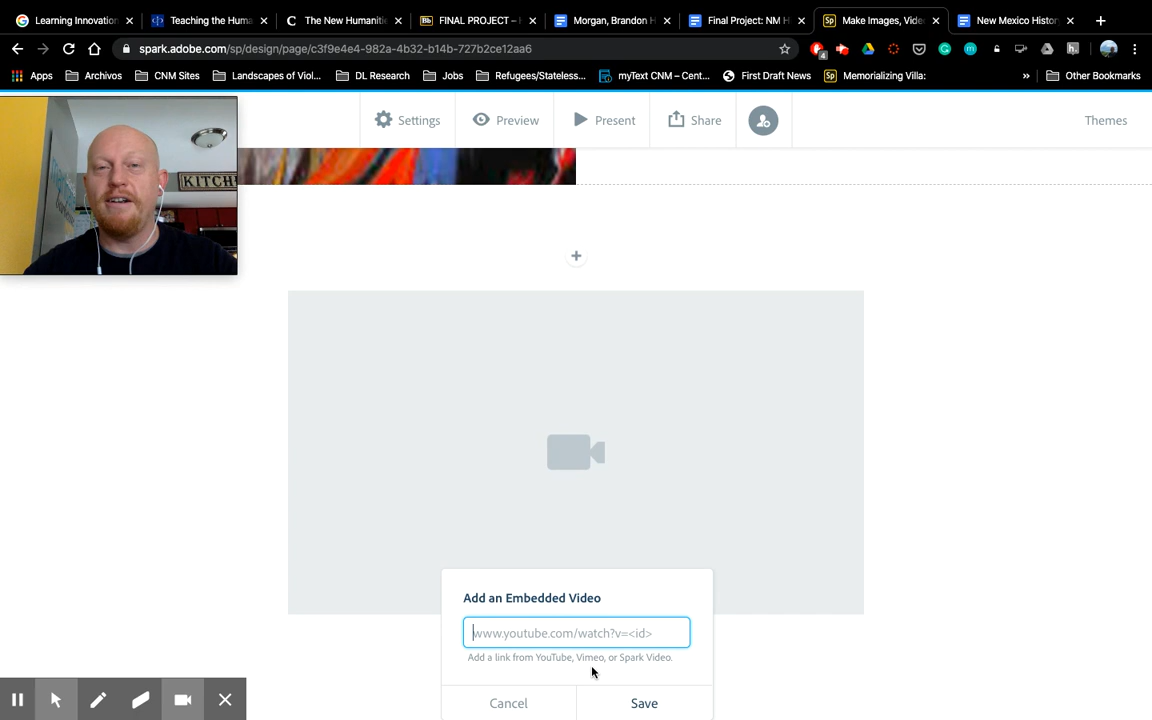 Learning Innovation
Teaching the Huma
The New Humaniti
FINAL PROJECT –
Morgan, Brandon H
Final Project: NM H
Make Images, Vide
New Mexico Histor
spark.adobe.com/sp/design/page/c3f9e4e4-982a-4b32-b14b-727b2ce12aa6
Apps
Archivos
CNM Sites
Landscapes of Viol...
DL Research
Jobs
Refugees/Stateless...
myText CNM – Cent...
First Draft News
Memorializing Villa:
»
Other Bookmarks
Settings
Preview
Present
Share
Themes
KITCH
Add an Embedded Video
www.youtube.com/watch?v=<id>
Add a link from YouTube, Vimeo, or Spark Video.
Cancel
Save